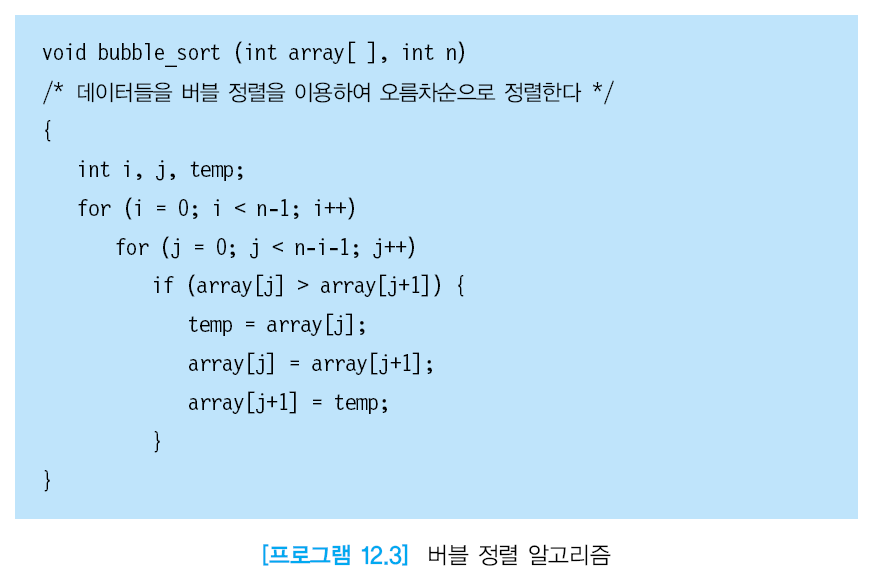 void bubble_sort (int array[ ], int n)
/* 데이터들을 버블 정렬을 이용하여 오름차순으로 정렬한다 */
{
int i, j, temp;
for (i = 0; i < n-1; i++)
for (j = 0; j < n-i-1; j++)
if (array[j] > array[j+1]) {
temp = array[j];
array[j] = array[j+1];
array[j+1] = temp;
}
}
[프로그램 12.3] 버블 정렬 알고리즘